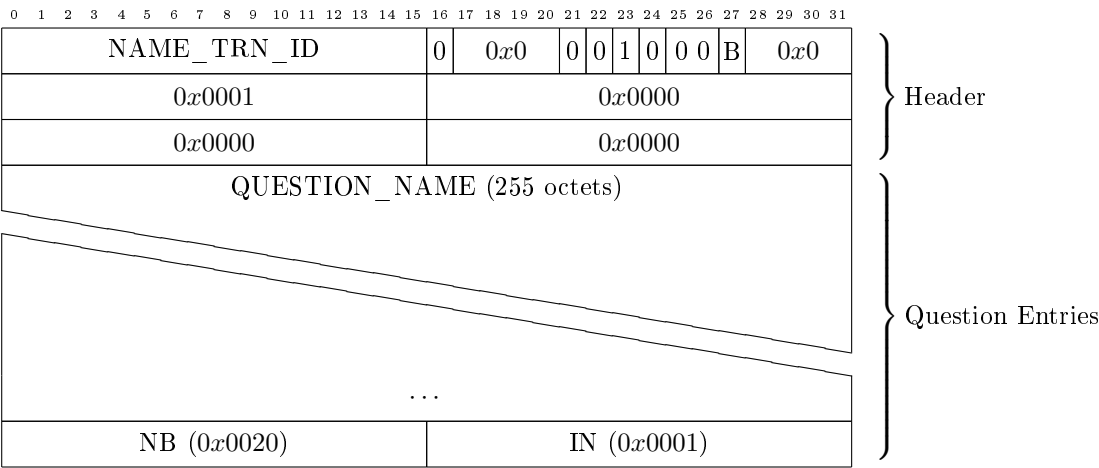 0 1 2 3 4 5 6 7 8 9 10 11 12 13 14 15 16 17 18 19 20 21 22 23 24 25 26 27 28 29 30 31
NAME_TRN_ID 0 0x0 0 0 1 0 0 0 B 0x0
0x0001 0x0000 Header
0x0000 0x0000
QUESTION_NAME (255 octets)
Question Entries
...
NB (0x0020) IN (0x0001)